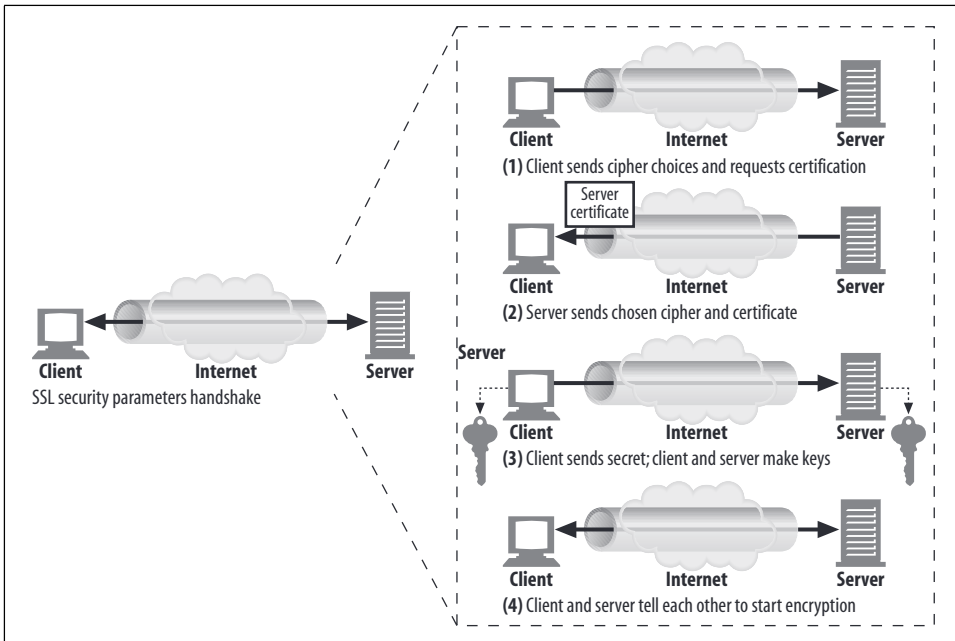 Client Internet Server
SSL security parameters handshake
Client Internet Server
(1) Client sends cipher choices and requests certification
Server
certificate
Client Internet Server
(2) Server sends chosen cipher and certificate
Server
Client Internet Server
(3) Client sends secret; client and server make keys
Client Internet Server
(4) Client and server tell each other to start encryption